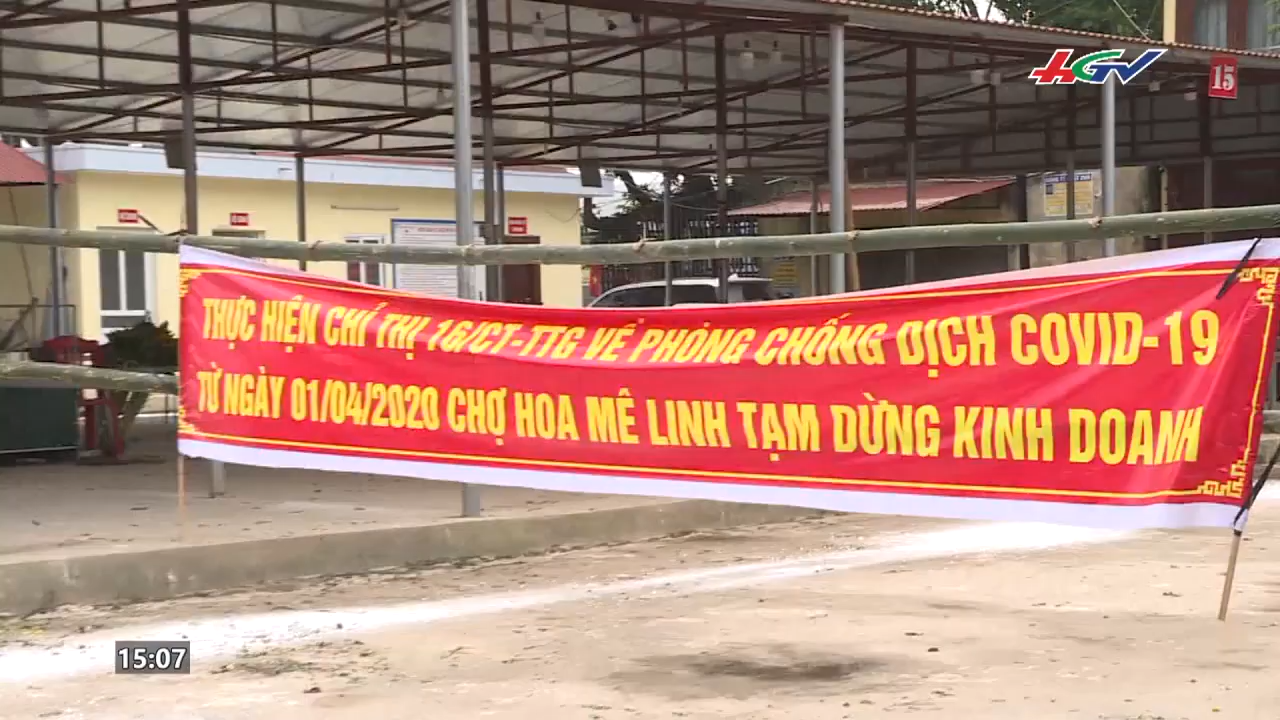 HGV
15
THỰC HIỆN CHỈ THỊ 16/CT-TTG VỀ PHÒNG CHỐNG DỊCH COVID-19
TỪ NGÀY 01/04/2020 CHỢ HOA MÊ LINH TẠM DỪNG KINH DOANH
15:07